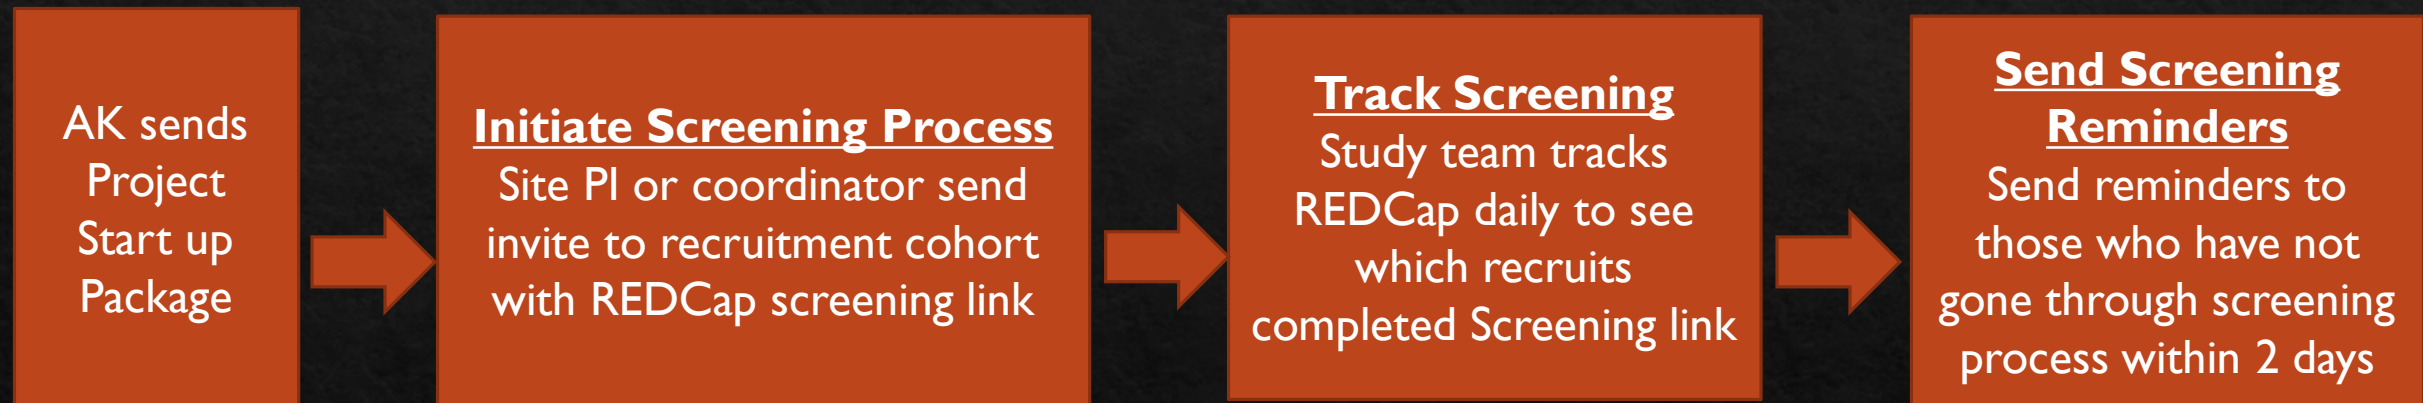 AK sends
Project
Start up
Package
Initiate Screening Process
Site PI or coordinator send
invite to recruitment cohort
with REDCap screening link
Track Screening
Study team tracks
REDCap daily to see
which recruits
completed Screening link
Send Screening
Reminders
Send reminders to
those who have not
gone through screening
process within 2 days